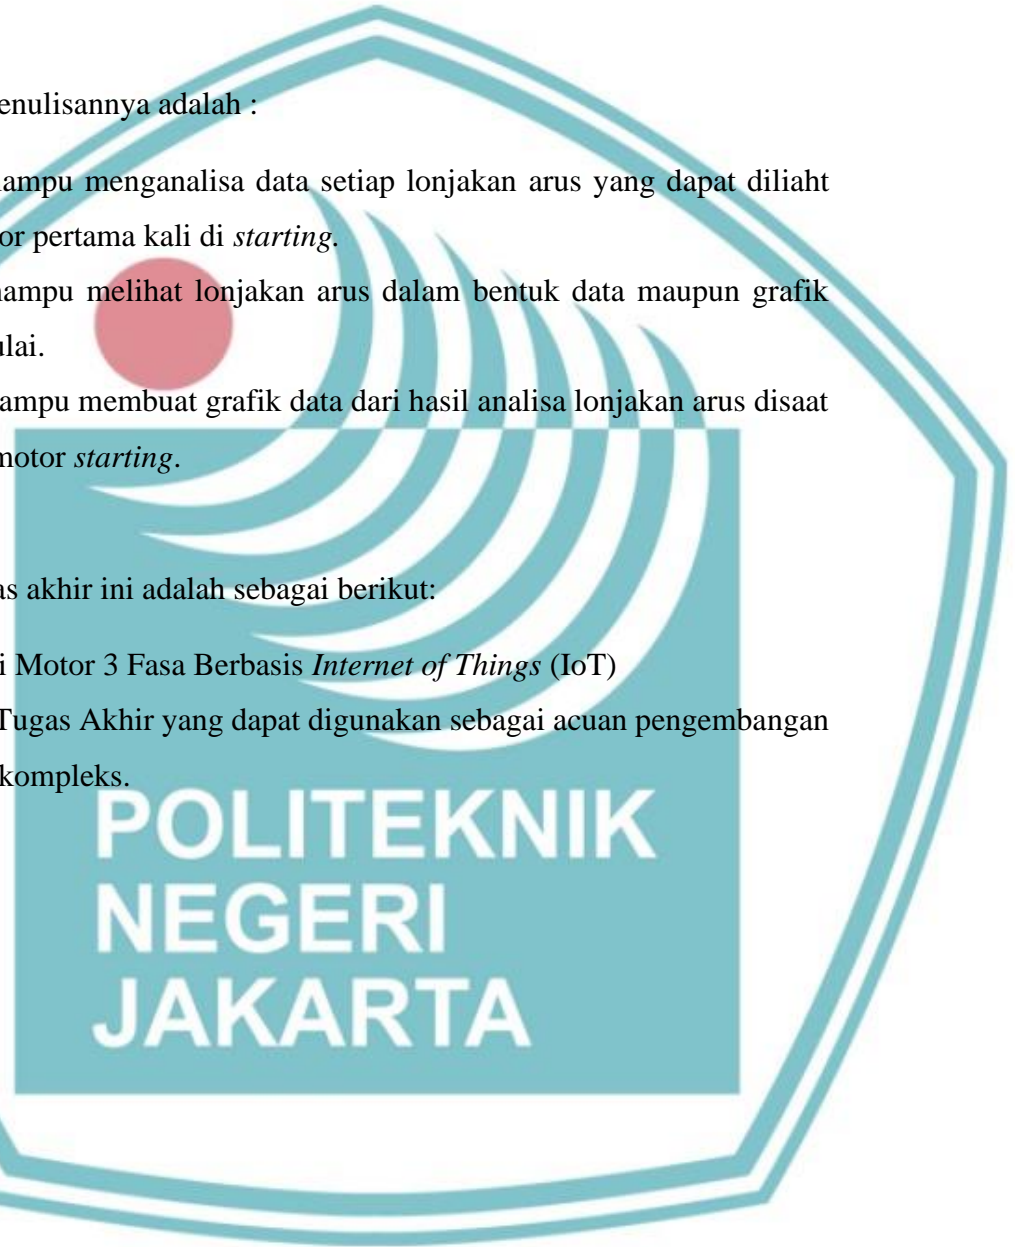 enulisannya adalah :
ampu menganalisa data setiap lonjakan arus yang dapat diliaht
or pertama kali di starting.
ampu melihat lonjakan arus dalam bentuk data maupun grafik
ulai.
ampu membuat grafik data dari hasil analisa lonjakan arus disaat
motor starting.
as akhir ini adalah sebagai berikut:
i Motor 3 Fasa Berbasis Internet of Things (IoT)
Tugas Akhir yang dapat digunakan sebagai acuan pengembangan
kompleks.
POLITEKNIK
NEGERI
JAKARTA